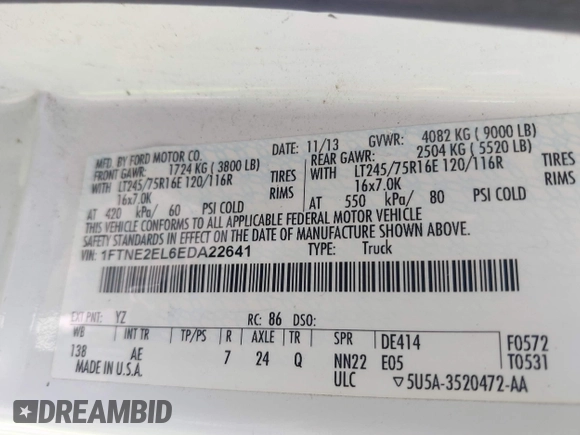 MFD. BY FORD MOTOR CO.
DATE: 11/13
GVWR: 4082 KG ( 9000 LB)
FRONT GAWR: 1724 KG ( 3800 LB)
REAR GAWR: 2504 KG ( 5520 LB)
WITH LT245/75R16E 120/116R TIRES
WITH LT245/75R16E 120/116R TIRES
16x7.0K RIMS
16x7.0K RIMS
AT 420 kPa/ 60 PSI COLD
AT 550 kPa/ 80 PSI COLD
THIS VEHICLE CONFORMS TO ALL APPLICABLE FEDERAL MOTOR VEHICLE
SAFETY STANDARDS IN EFFECT ON THE DATE OF MANUFACTURE SHOWN ABOVE.
VIN: 1FTNE2EL6EDA22641
TYPE: Truck
EXT PNT: YZ RC: 86 DSO:
WB INT TR TP/PS R AXLE TR SPR DE414 F0572
138 AE 7 24 Q NN22 E05 T0531
MADE IN U.S.A. ULC ▽5U5A-3520472-AA
DREAMBID